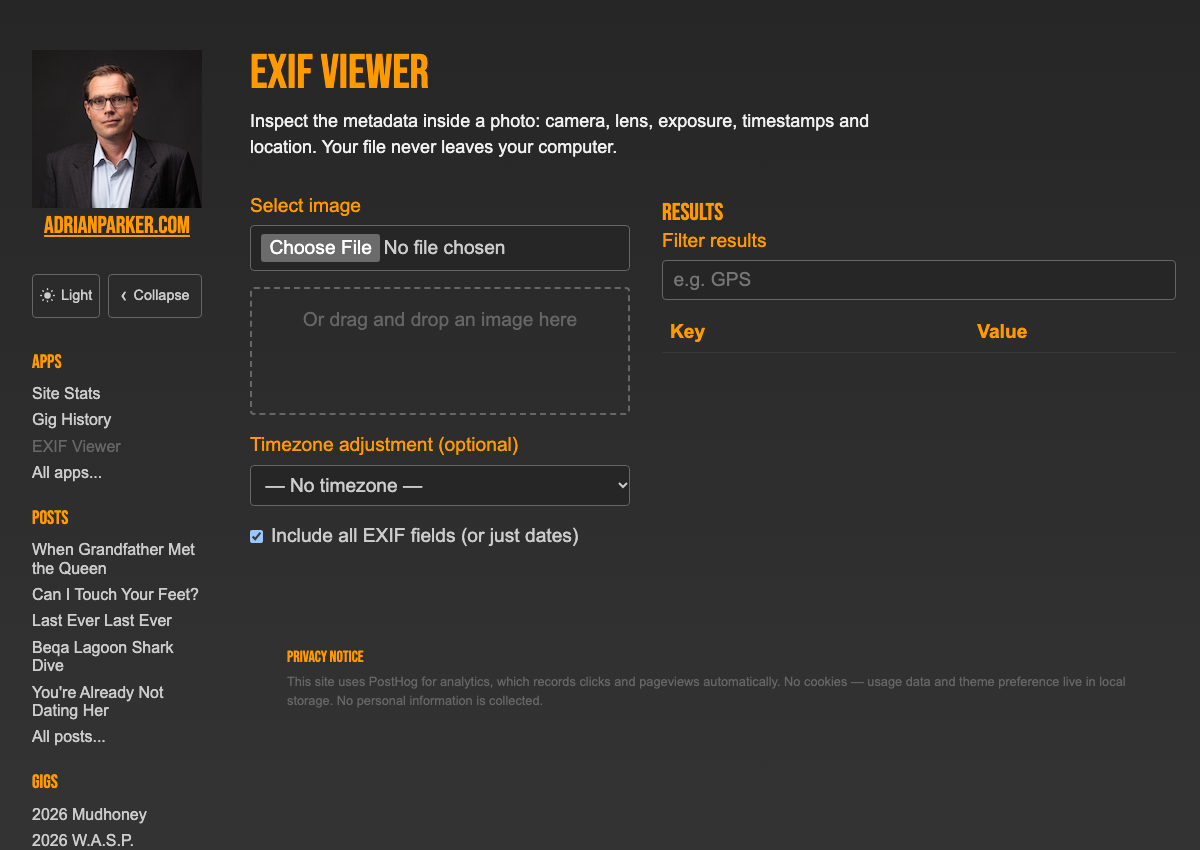 ADRIANPARKER.COM
Light
‹ Collapse
APPS
Site Stats
Gig History
EXIF Viewer
All apps...
POSTS
When Grandfather Met
the Queen
Can I Touch Your Feet?
Last Ever Last Ever
Beqa Lagoon Shark
Dive
You're Already Not
Dating Her
All posts...
GIGS
2026 Mudhoney
2026 W.A.S.P.
EXIF VIEWER
Inspect the metadata inside a photo: camera, lens, exposure, timestamps and
location. Your file never leaves your computer.
Select image
Choose File No file chosen
Or drag and drop an image here
Timezone adjustment (optional)
— No timezone —
Include all EXIF fields (or just dates)
RESULTS
Filter results
e.g. GPS
Key Value
PRIVACY NOTICE
This site uses PostHog for analytics, which records clicks and pageviews automatically. No cookies — usage data and theme preference live in local
storage. No personal information is collected.